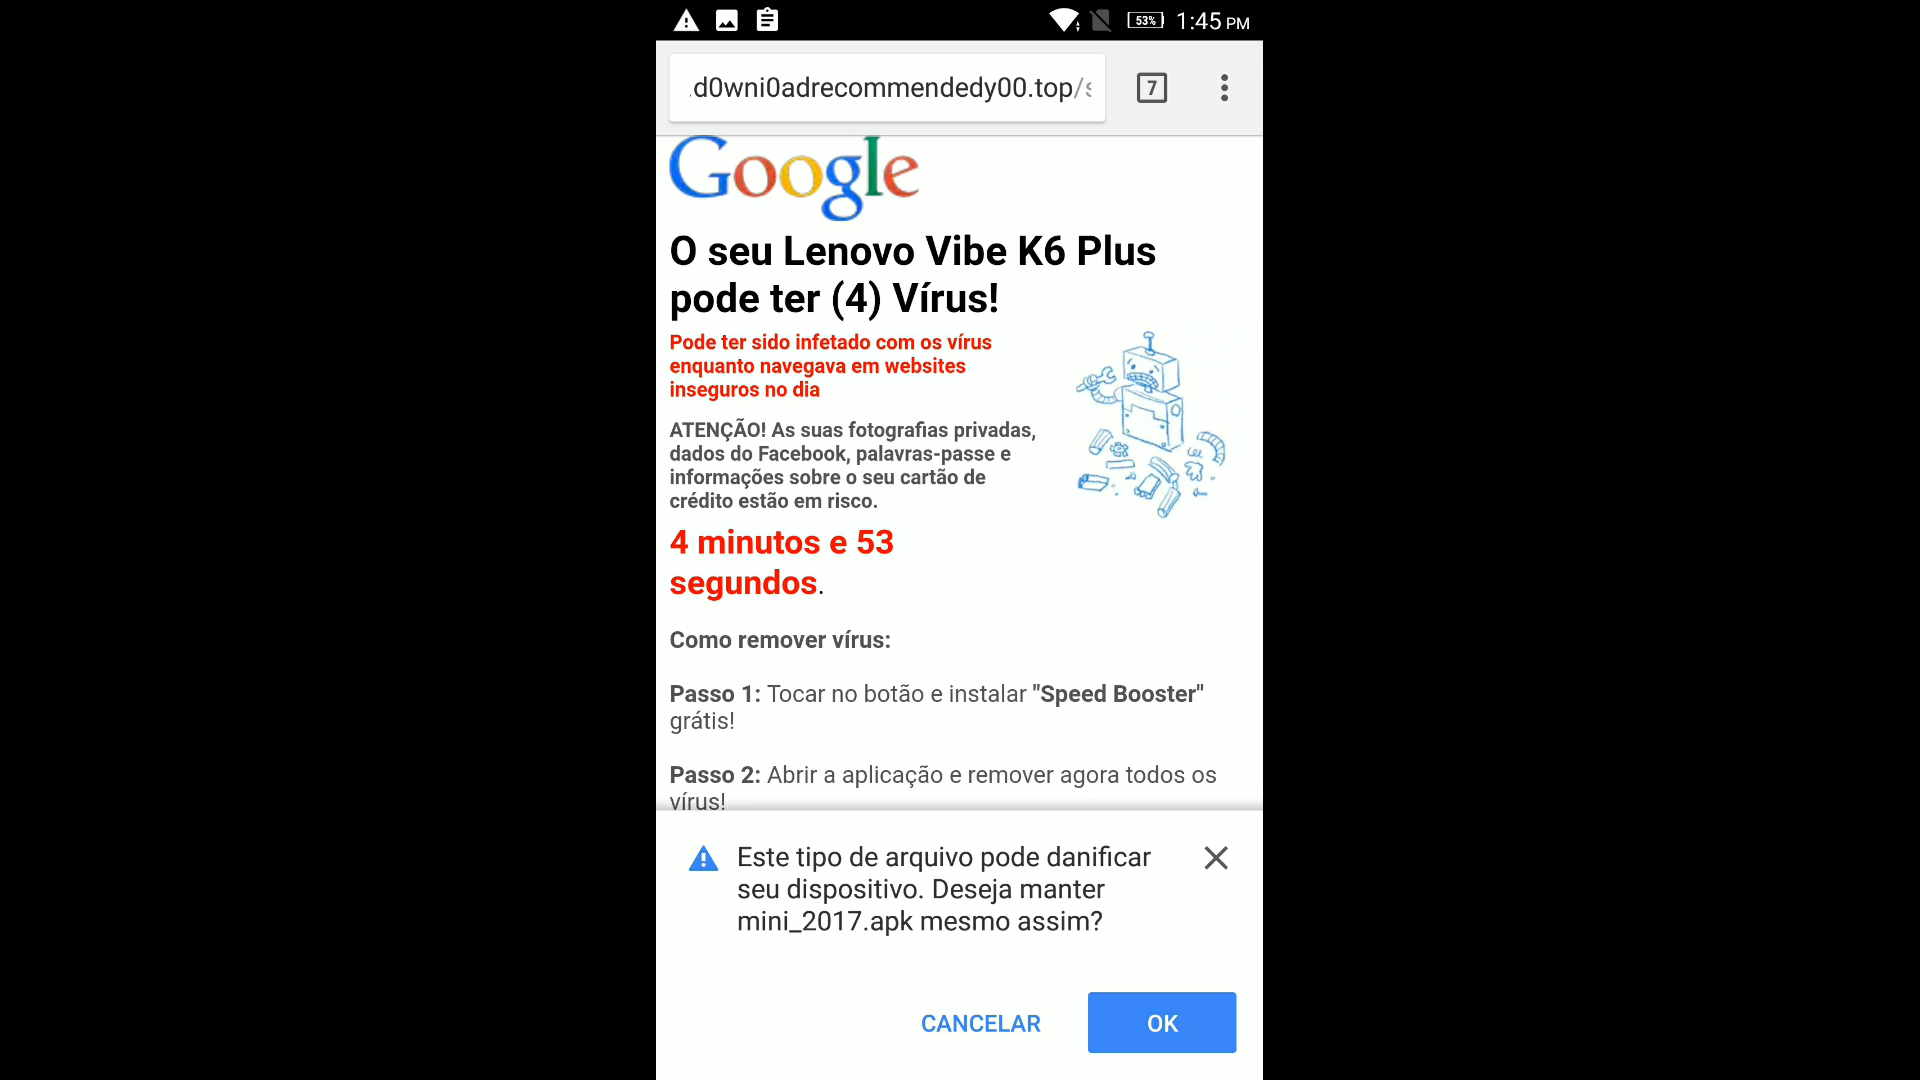 53%
1:45 PM
.d0wni0adrecommendedy00.top/s
7
Google
O seu Lenovo Vibe K6 Plus
pode ter (4) Vírus!
Pode ter sido infetado com os vírus
enquanto navegava em websites
inseguros no dia
ATENÇÃO! As suas fotografias privadas,
dados do Facebook, palavras-passe e
informações sobre o seu cartão de
crédito estão em risco.
4 minutos e 53
segundos.
Como remover vírus:
Passo 1: Tocar no botão e instalar "Speed Booster"
grátis!
Passo 2: Abrir a aplicação e remover agora todos os
vírus!
Este tipo de arquivo pode danificar
seu dispositivo. Deseja manter
mini_2017.apk mesmo assim?
CANCELAR
OK